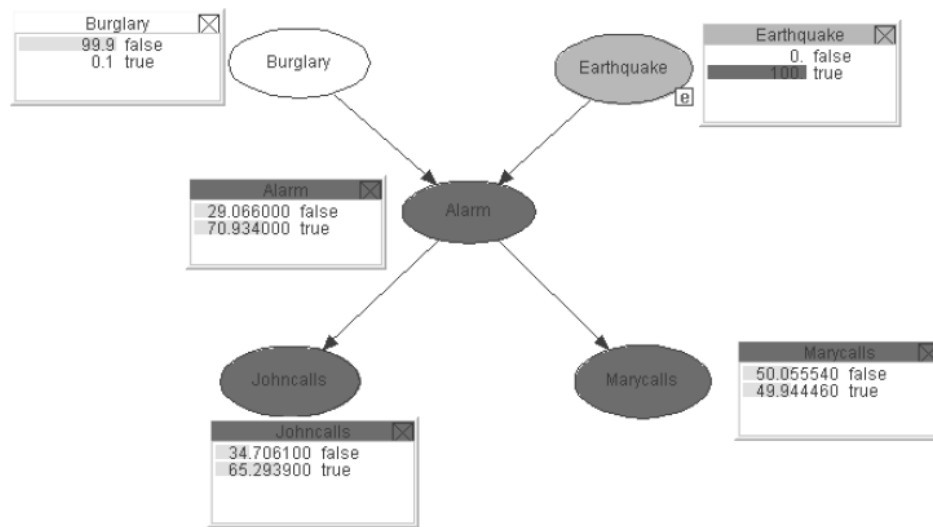 Burglary
99.9 false
0.1 true
Burglary
Earthquake
e
Earthquake
0. false
100. true
Alarm
29.066000 false
70.934000 true
Alarm
Johncalls
Marycalls
Marycalls
50.055540 false
49.944460 true
Johncalls
34.706100 false
65.293900 true